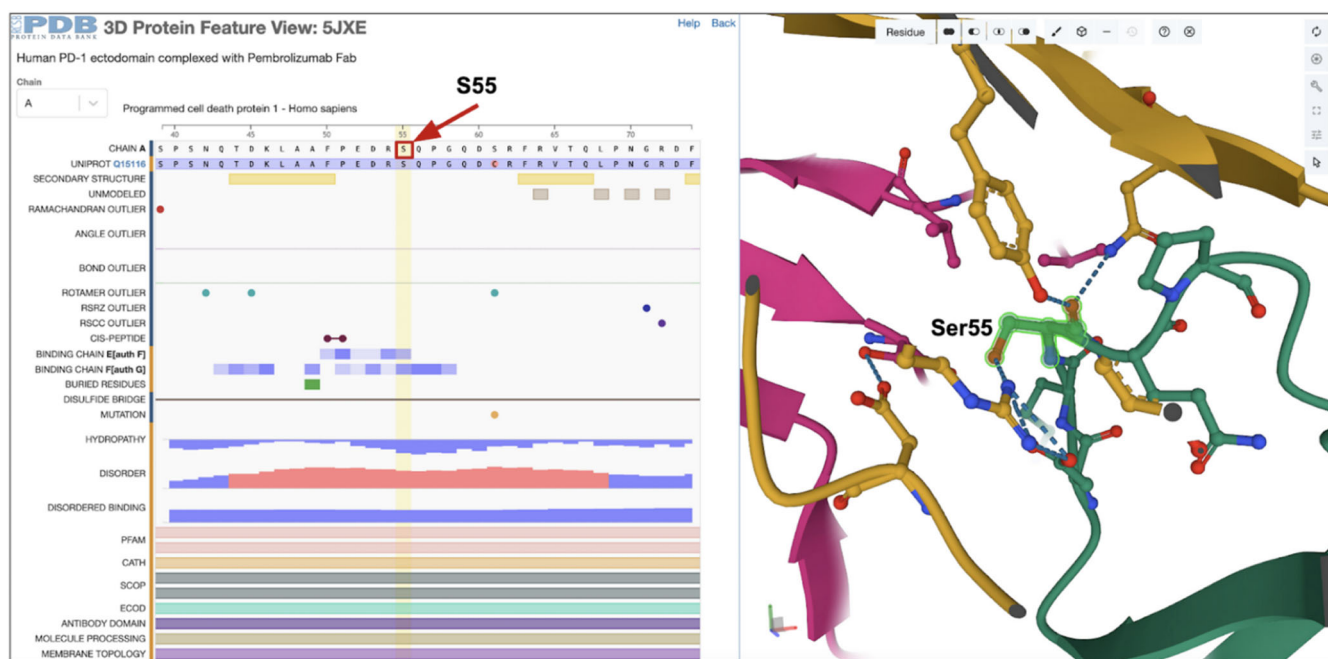 RCSB PDB 3D Protein Feature View: 5JXE
PROTEIN DATA BANK
Help Back
Human PD-1 ectodomain complexed with Pembrolizumab Fab
Chain
A
Programmed cell death protein 1 - Homo sapiens
S55
40 45 50 55 60 65 70
CHAIN A S P S N Q T D K L A A F P E D R S Q P G Q D S R F R V T Q L P N G R D F
UNIPROT Q15116 S P S N Q T D K L A A F P E D R S Q P G Q D C R F R V T Q L P N G R D F
SECONDARY STRUCTURE
UNMODELED
RAMACHANDRAN OUTLIER
ANGLE OUTLIER
BOND OUTLIER
ROTAMER OUTLIER
RSRZ OUTLIER
RSCC OUTLIER
CIS-PEPTIDE
BINDING CHAIN E[auth F]
BINDING CHAIN F[auth G]
BURIED RESIDUES
DISULFIDE BRIDGE
MUTATION
HYDROPATHY
DISORDER
DISORDERED BINDING
PFAM
CATH
SCOP
ECOD
ANTIBODY DOMAIN
MOLECULE PROCESSING
MEMBRANE TOPOLOGY
Residue
Ser55